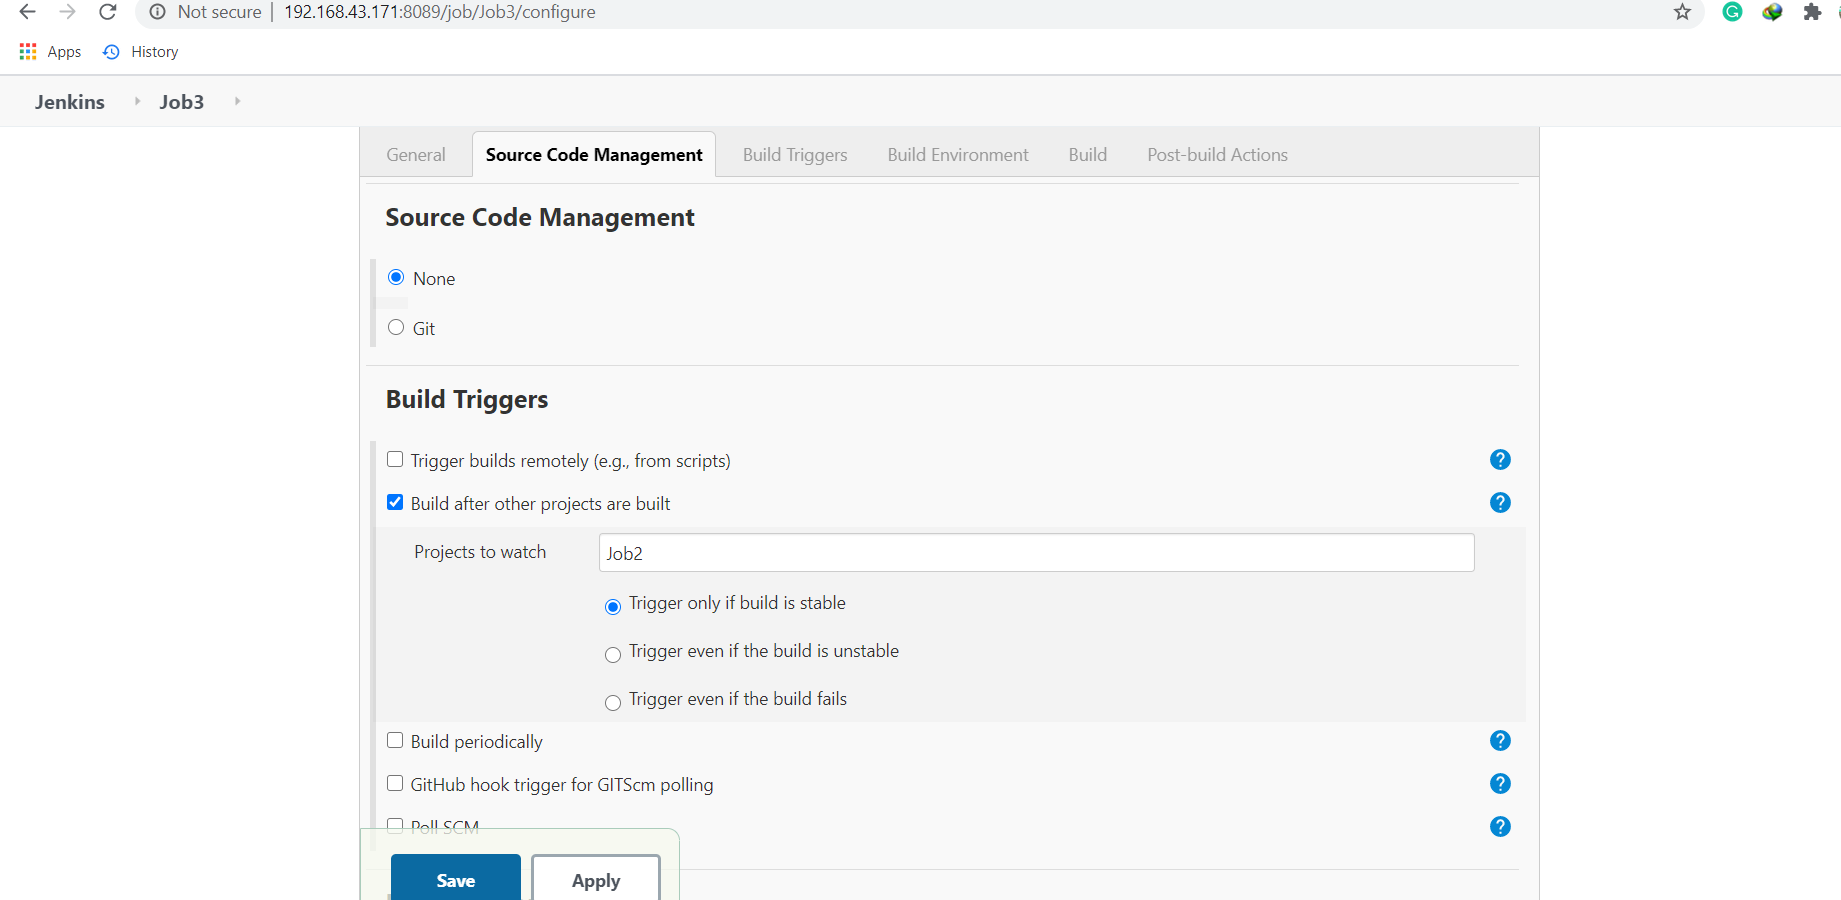 Not secure | 192.168.43.171:8089/job/Job3/configure
Apps History
Jenkins Job3
General Source Code Management Build Triggers Build Environment Build Post-build Actions
Source Code Management
None
Git
Build Triggers
Trigger builds remotely (e.g., from scripts)
Build after other projects are built
Projects to watch Job2
Trigger only if build is stable
Trigger even if the build is unstable
Trigger even if the build fails
Build periodically
GitHub hook trigger for GITScm polling
Poll SCM
Save Apply